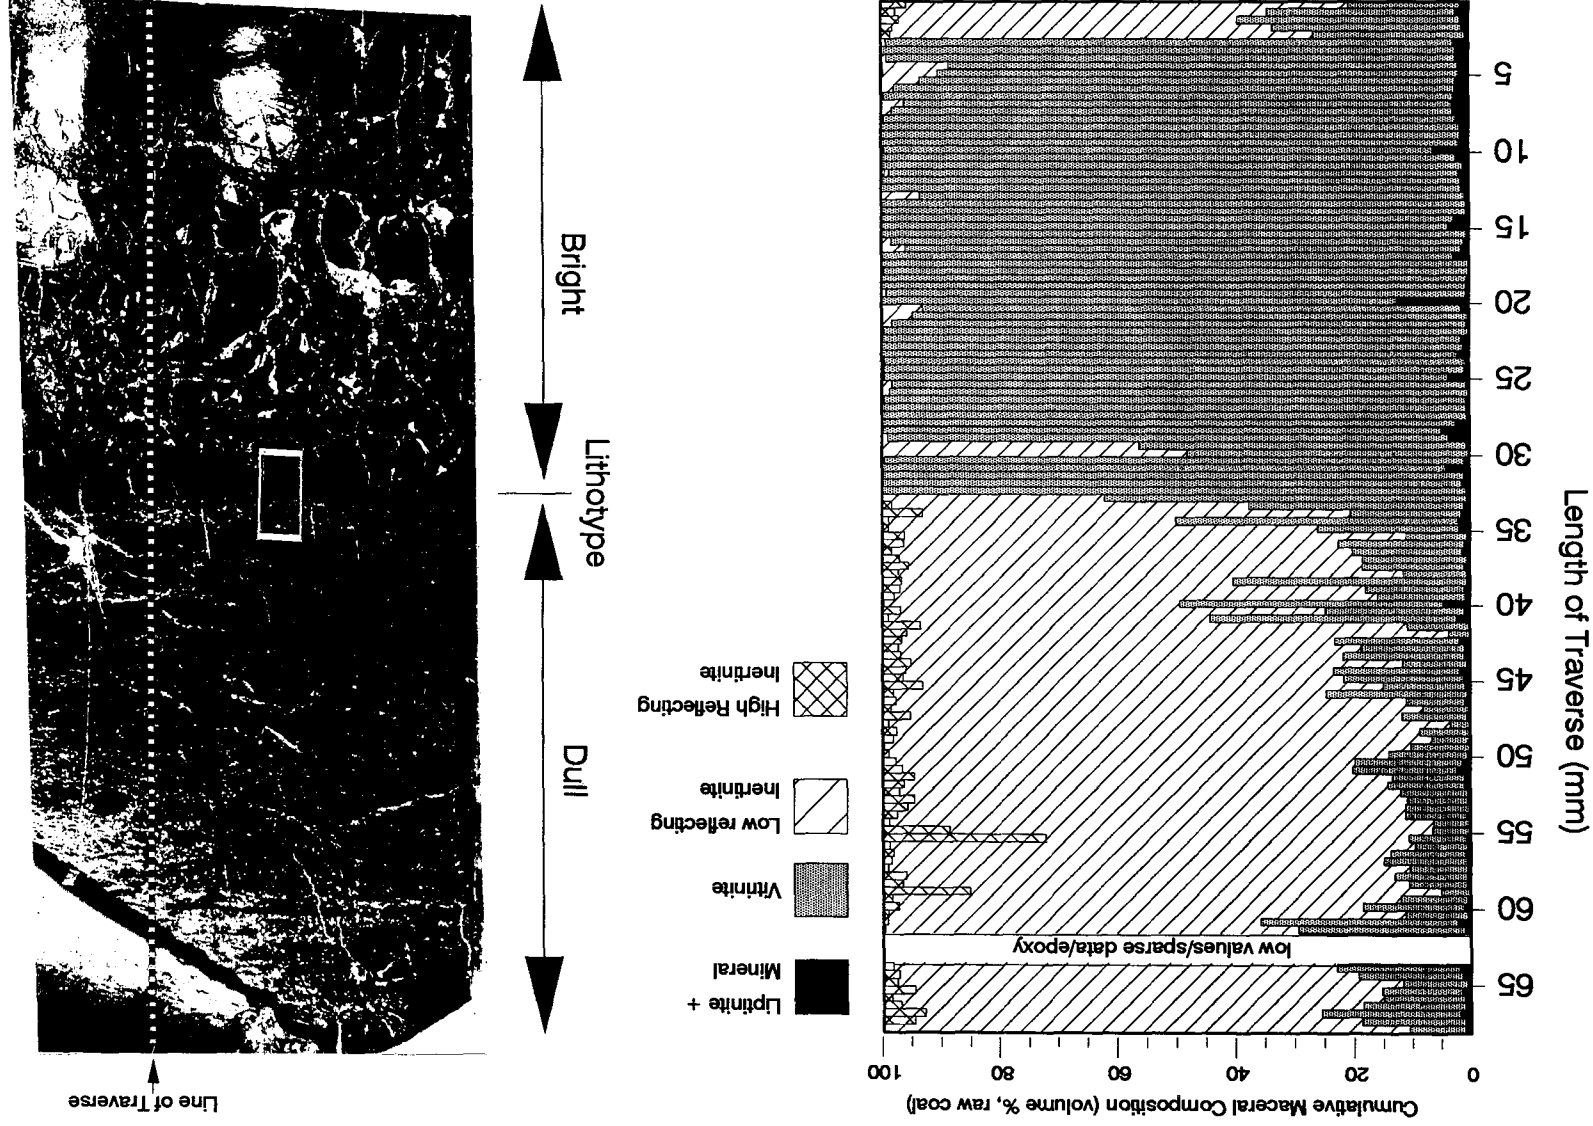 Line of Traverse
Cumulative Maceral Composition (volume %, raw coal)
0
20
40
60
80
100
65
60
55
50
45
40
35
30
25
20
15
10
5
Length of Traverse (mm)
low values/sparse data/epoxy
Liptinite +
Mineral
Vitrinite
Low reflecting
Inertinite
High Reflecting
Inertinite
Lithotype
Dull
Bright